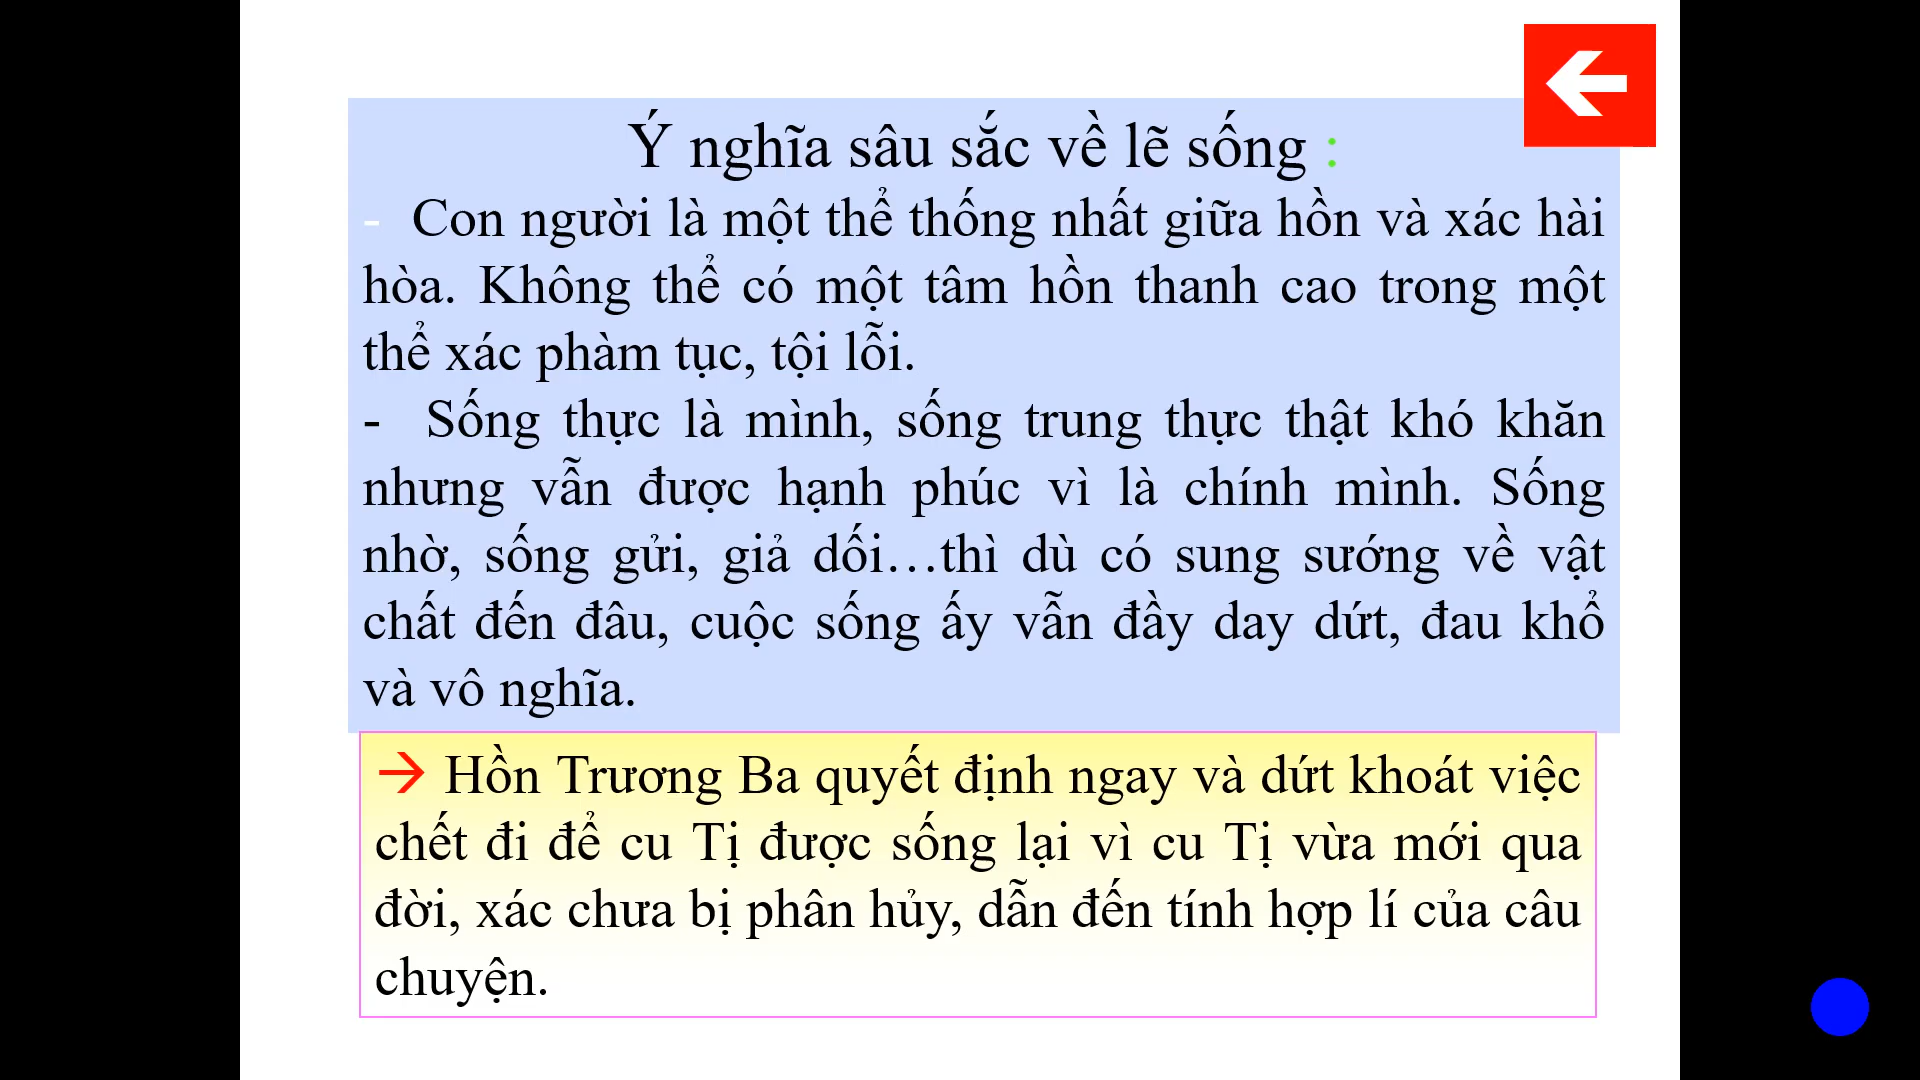 Ý nghĩa sâu sắc về lẽ sống :
- Con người là một thể thống nhất giữa hồn và xác hài
hòa. Không thể có một tâm hồn thanh cao trong một
thể xác phàm tục, tội lỗi.
- Sống thực là mình, sống trung thực thật khó khăn
nhưng vẫn được hạnh phúc vì là chính mình. Sống
nhờ, sống gửi, giả dối…thì dù có sung sướng về vật
chất đến đâu, cuộc sống ấy vẫn đầy day dứt, đau khổ
và vô nghĩa.
→ Hồn Trương Ba quyết định ngay và dứt khoát việc
chết đi để cu Tị được sống lại vì cu Tị vừa mới qua
đời, xác chưa bị phân hủy, dẫn đến tính hợp lí của câu
chuyện.